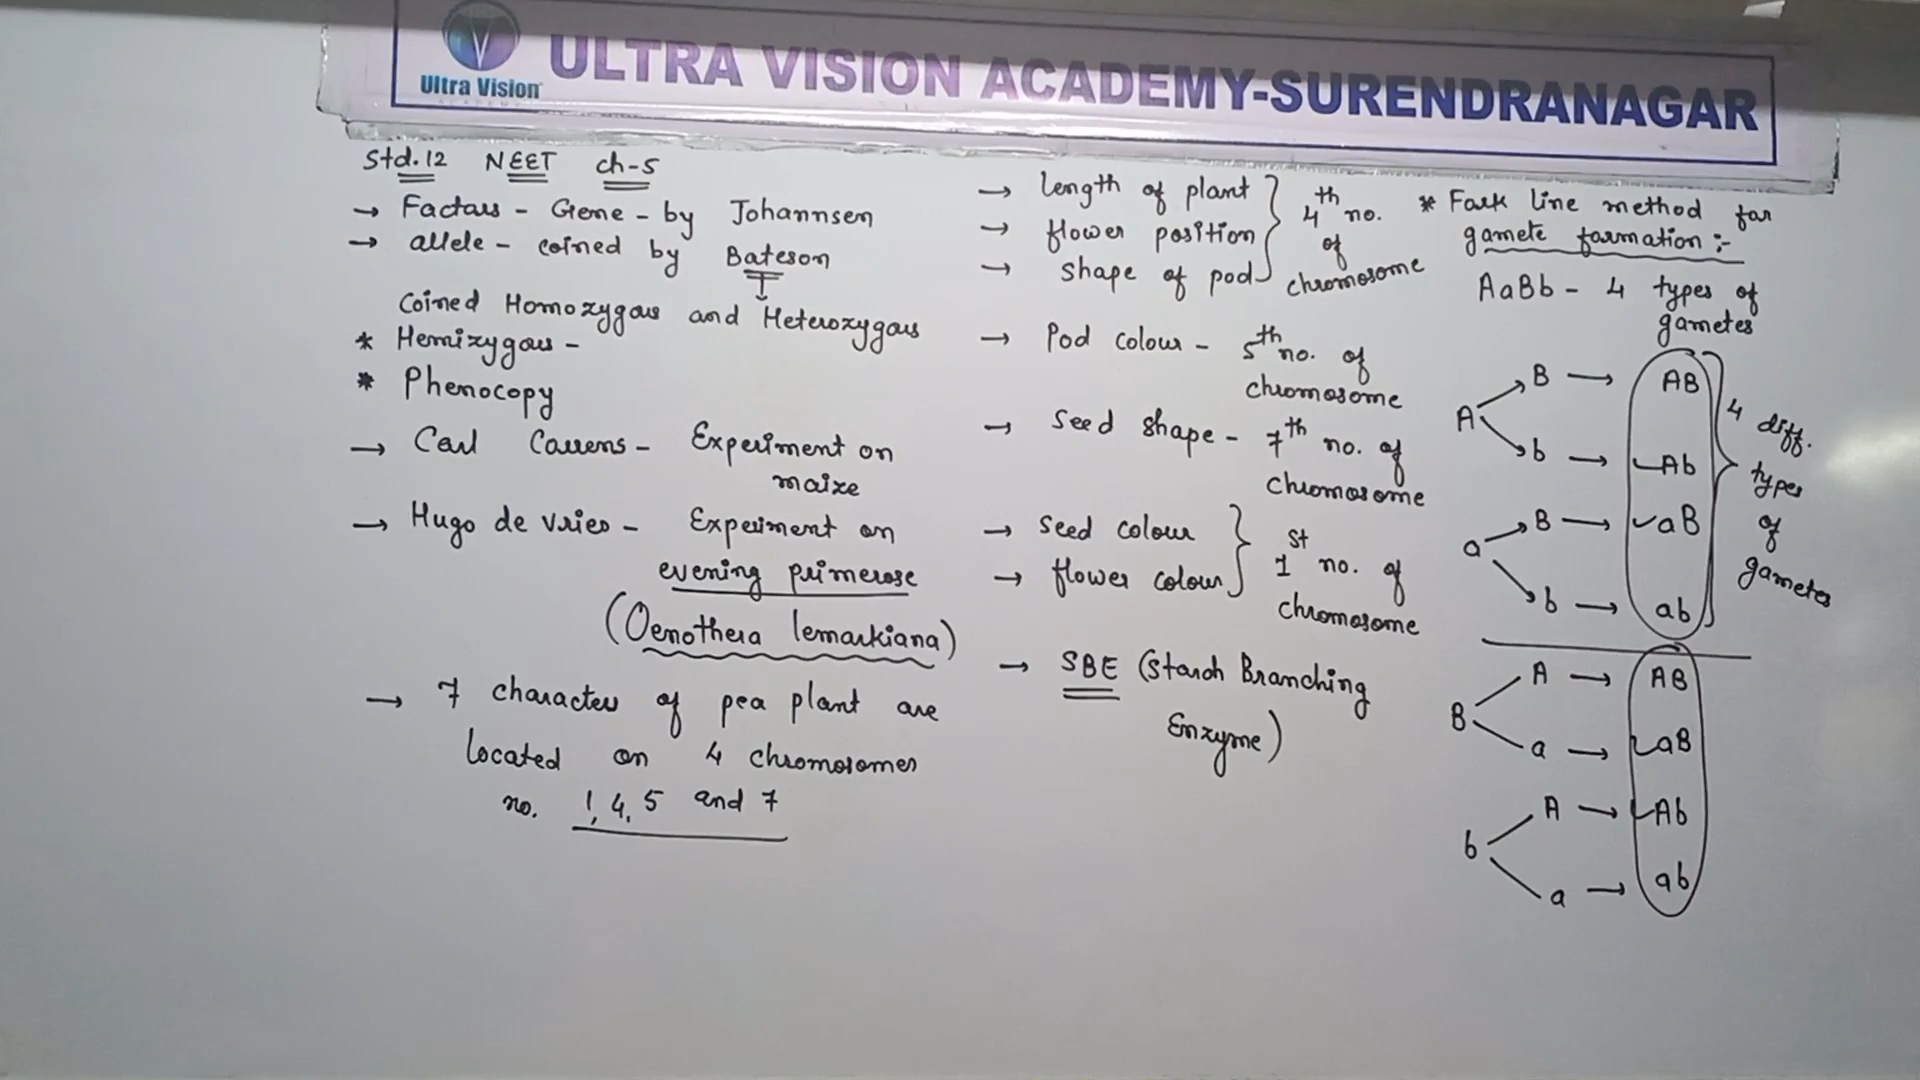 Ultra Vision
ACADEMY
ULTRA VISION ACADEMY-SURENDRANAGAR
Std.12 NEET ch-5
→ Factors - Gene - by Johannsen
→ allele - coined by Bateson
Coined Homozygous and Heterozygous
* Hemizygous -
* Phenocopy
→ Carl Correns - Experiment on
maize
→ Hugo de Vries - Experiment on
evening primerose
(Oenothera lemarkiana)
→ 7 character of pea plant are
located on 4 chromosomes
no. 1, 4, 5 and 7
→ length of plant
→ flower position
→ shape of pod
4th no.
of
chromosome
→ Pod colour - 5th no. of
chromosome
→ Seed shape - 7th no. of
chromosome
→ Seed colour
→ flower colour
1st no. of
chromosome
→ SBE (Starch Branching
Enzyme)
* Fork line method for
gamete formation :-
AaBb - 4 types of
gametes
A
B → AB
b → Ab
a
B → aB
b → ab
4 diff.
types
of
gametes
B
A → AB
a → aB
b
A → Ab
a → ab